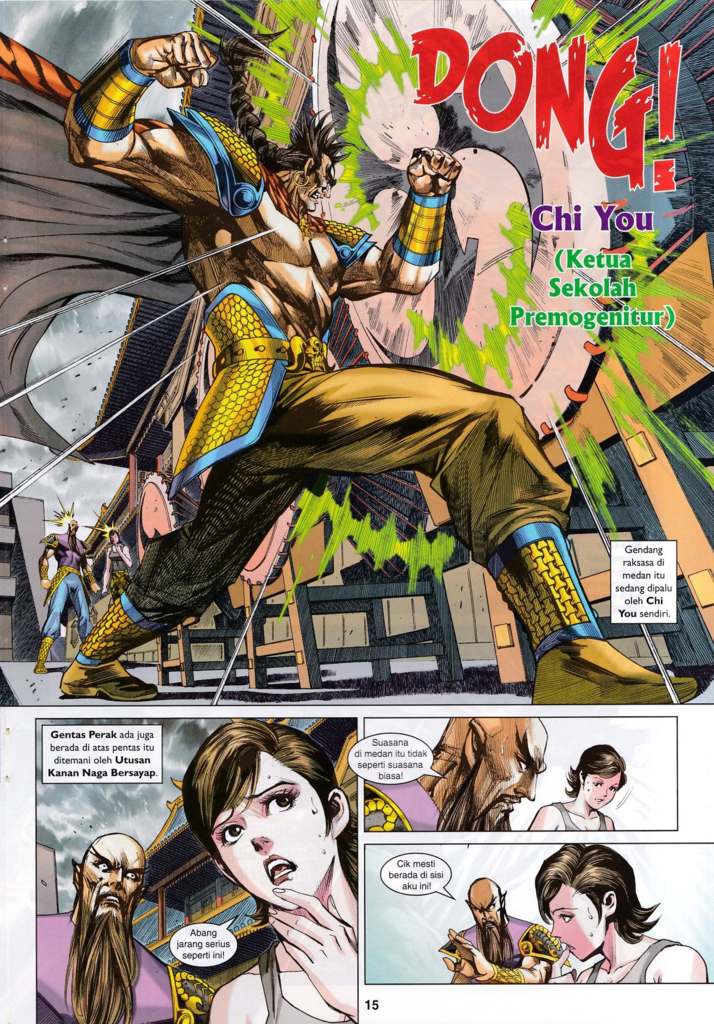 DONG!
Chi You
(Ketua
Sekolah
Premogenitur)
Gendang
raksasa di
medan itu
sedang dipalu
oleh Chi
You sendiri.
Gentas Perak ada juga
berada di atas pentas itu
ditemani oleh Utusan
Kanan Naga Bersayap.
Abang
jarang serius
seperti ini!
Suasana
di medan itu tidak
seperti suasana
biasa!
Cik mesti
berada di sisi
aku ini!
15